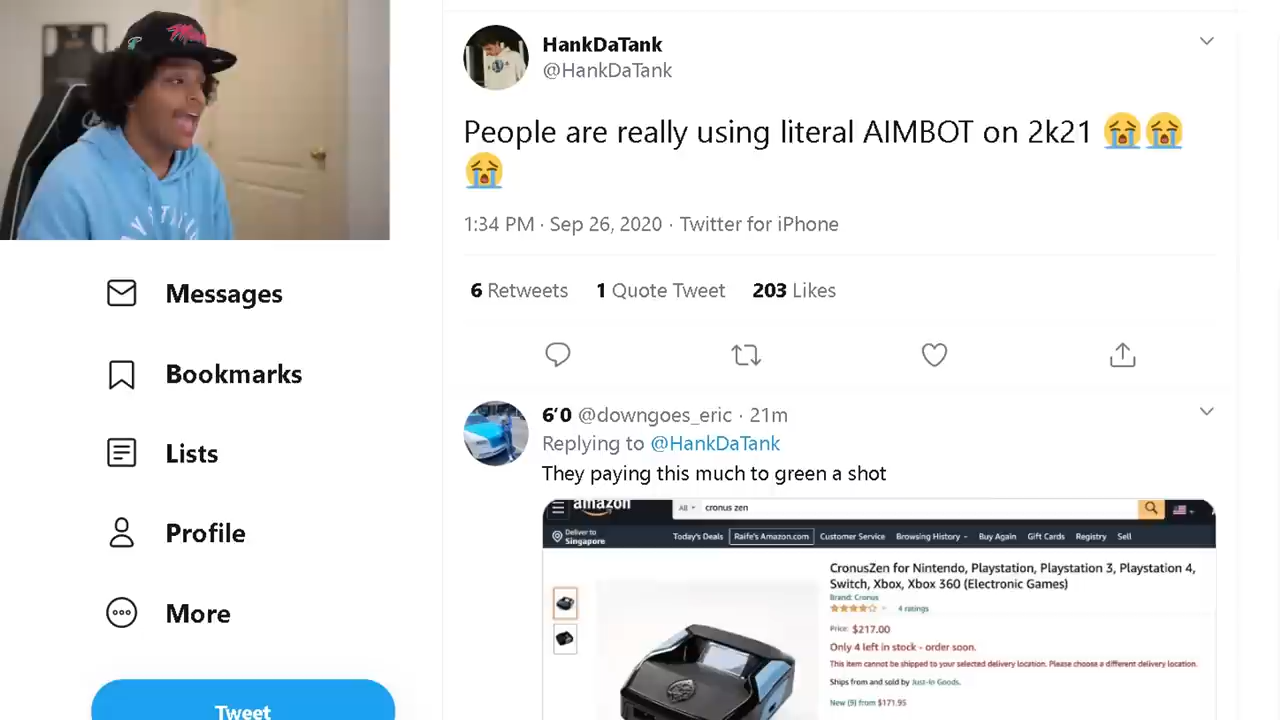 HankDaTank
@HankDaTank
People are really using literal AIMBOT on 2k21 😭😭
😭
1:34 PM · Sep 26, 2020 · Twitter for iPhone
6 Retweets 1 Quote Tweet 203 Likes
Messages
Bookmarks
Lists
Profile
More
Tweet
6'0 @downgoes_eric · 21m
Replying to @HankDaTank
They paying this much to green a shot
amazon
All cronus zen
Deliver to
Singapore
Today's Deals Raife's Amazon.com Customer Service Browsing History Buy Again Gift Cards Registry Sell
CronusZen for Nintendo, Playstation, Playstation 3, Playstation 4,
Switch, Xbox, Xbox 360 (Electronic Games)
Brand: Cronus
4 ratings
Price: $217.00
Only 4 left in stock - order soon.
This item cannot be shipped to your selected delivery location. Please choose a different delivery location.
Ships from and sold by Just-In Goods.
New (9) from $171.95